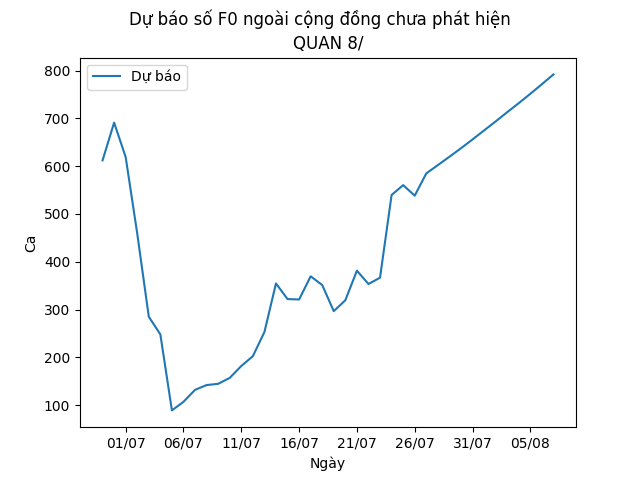 Dự báo số F0 ngoài cộng đồng chưa phát hiện
QUAN 8/
Dự báo
800
700
600
500
400
300
200
100
Ca
01/07 06/07 11/07 16/07 21/07 26/07 31/07 05/08
Ngày